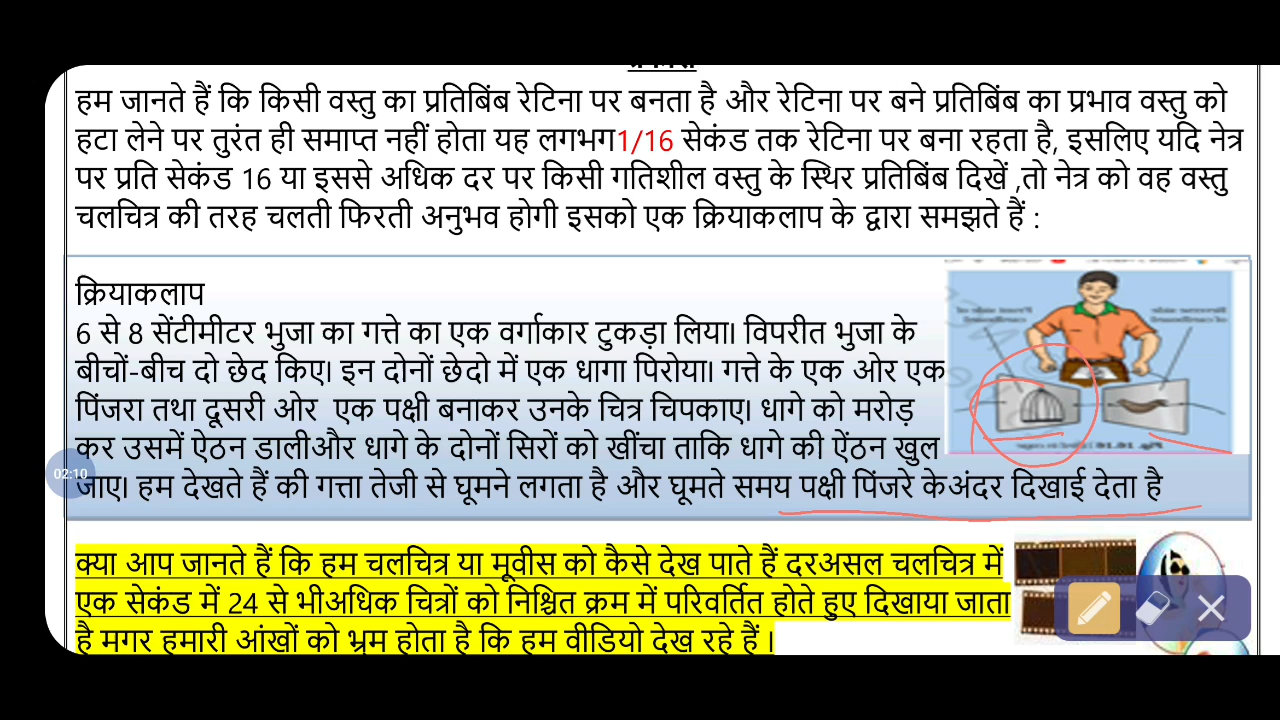 हम जानते हैं कि किसी वस्तु का प्रतिबिंब रेटिना पर बनता है और रेटिना पर बने प्रतिबिंब का प्रभाव वस्तु को
हटा लेने पर तुरंत ही समाप्त नहीं होता यह लगभग1/16 सेकंड तक रेटिना पर बना रहता है, इसलिए यदि नेत्र
पर प्रति सेकंड 16 या इससे अधिक दर पर किसी गतिशील वस्तु के स्थिर प्रतिबिंब दिखें ,तो नेत्र को वह वस्तु
चलचित्र की तरह चलती फिरती अनुभव होगी इसको एक क्रियाकलाप के द्वारा समझते हैं :
क्रियाकलाप
6 से 8 सेंटीमीटर भुजा का गत्ते का एक वर्गाकार टुकड़ा लिया। विपरीत भुजा के
बीचों-बीच दो छेद किए। इन दोनों छेदो में एक धागा पिरोया। गत्ते के एक ओर एक
पिंजरा तथा दूसरी ओर एक पक्षी बनाकर उनके चित्र चिपकाए। धागे को मरोड़
कर उसमें ऐठन डालीऔर धागे के दोनों सिरों को खींचा ताकि धागे की ऐंठन खुल
02:10
जाए। हम देखते हैं की गत्ता तेजी से घूमने लगता है और घूमते समय पक्षी पिंजरे केअंदर दिखाई देता है
क्या आप जानते हैं कि हम चलचित्र या मूवीस को कैसे देख पाते हैं दरअसल चलचित्र में
एक सेकंड में 24 से भीअधिक चित्रों को निश्चित क्रम में परिवर्तित होते हुए दिखाया जाता
है मगर हमारी आंखों को भ्रम होता है कि हम वीडियो देख रहे हैं ।